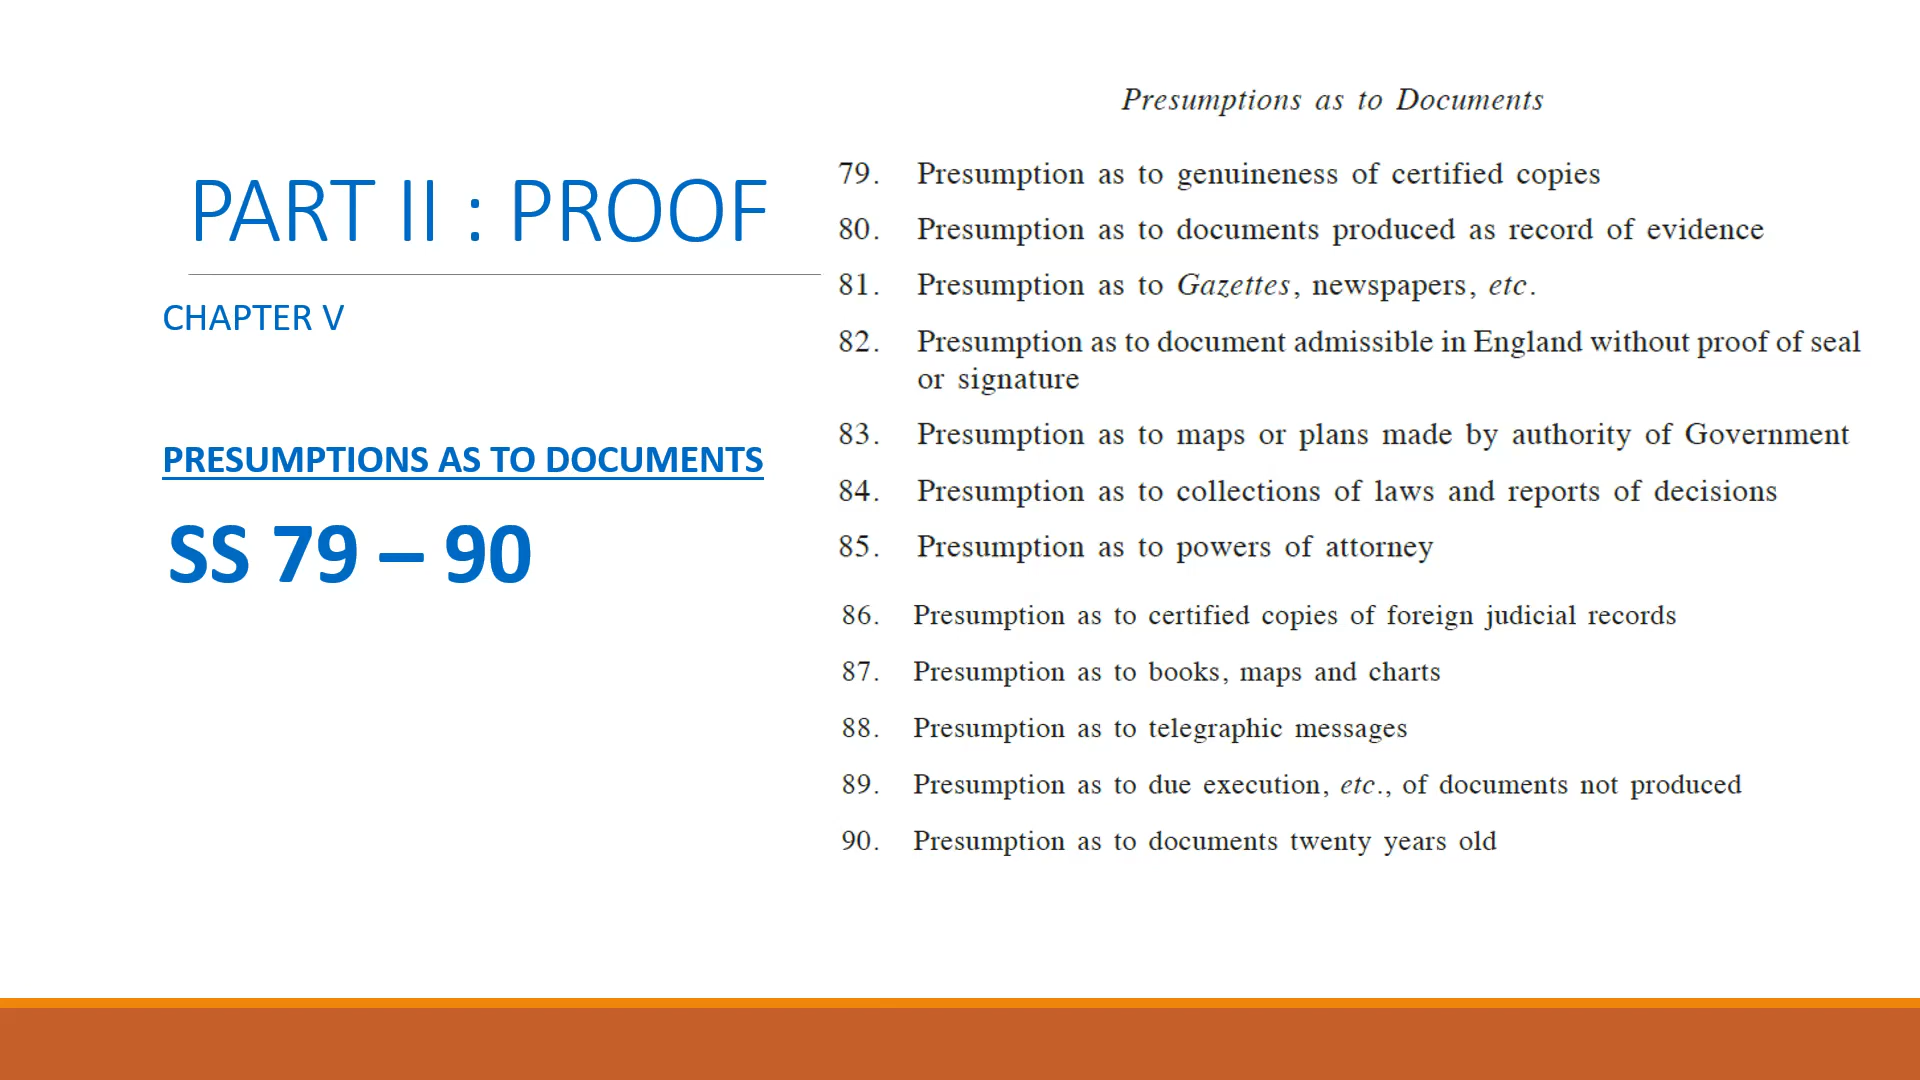 PART II : PROOF
CHAPTER V
PRESUMPTIONS AS TO DOCUMENTS
SS 79 – 90
Presumptions as to Documents
79. Presumption as to genuineness of certified copies
80. Presumption as to documents produced as record of evidence
81. Presumption as to Gazettes, newspapers, etc.
82. Presumption as to document admissible in England without proof of seal
or signature
83. Presumption as to maps or plans made by authority of Government
84. Presumption as to collections of laws and reports of decisions
85. Presumption as to powers of attorney
86. Presumption as to certified copies of foreign judicial records
87. Presumption as to books, maps and charts
88. Presumption as to telegraphic messages
89. Presumption as to due execution, etc., of documents not produced
90. Presumption as to documents twenty years old